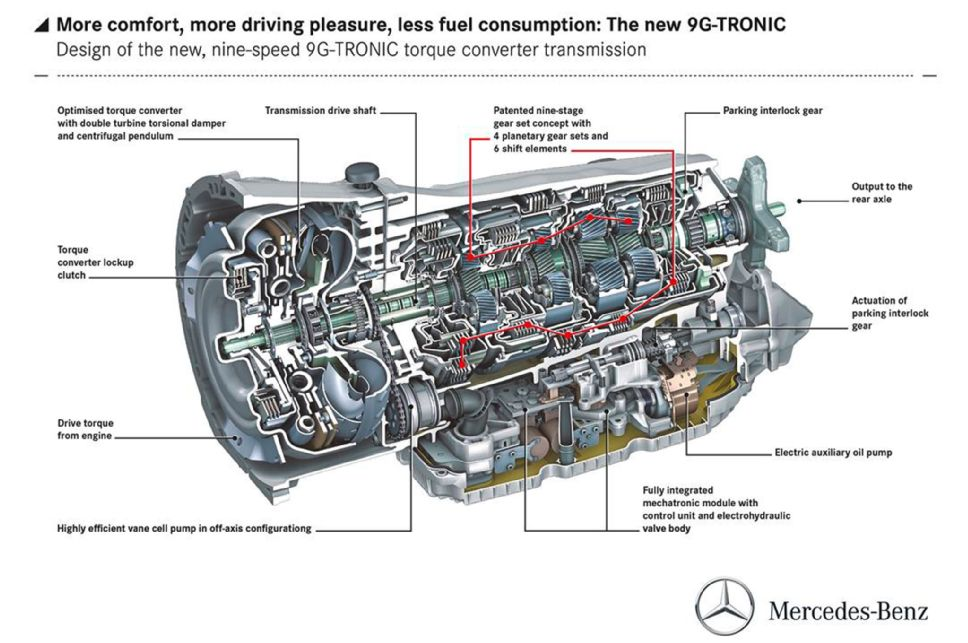 More comfort, more driving pleasure, less fuel consumption: The new 9G-TRONIC
Design of the new, nine-speed 9G-TRONIC torque converter transmission
Optimised torque converter
with double turbine torsional damper
and centrifugal pendulum
Transmission drive shaft
Patented nine-stage
gear set concept with
4 planetary gear sets and
6 shift elements
Parking interlock gear
Output to the
rear axle
Torque
converter lockup
clutch
Actuation of
parking interlock
gear
Drive torque
from engine
Electric auxiliary oil pump
Fully integrated
mechatronic module with
control unit and electrohydraulic
valve body
Highly efficient vane cell pump in off-axis configurationg
Mercedes-Benz